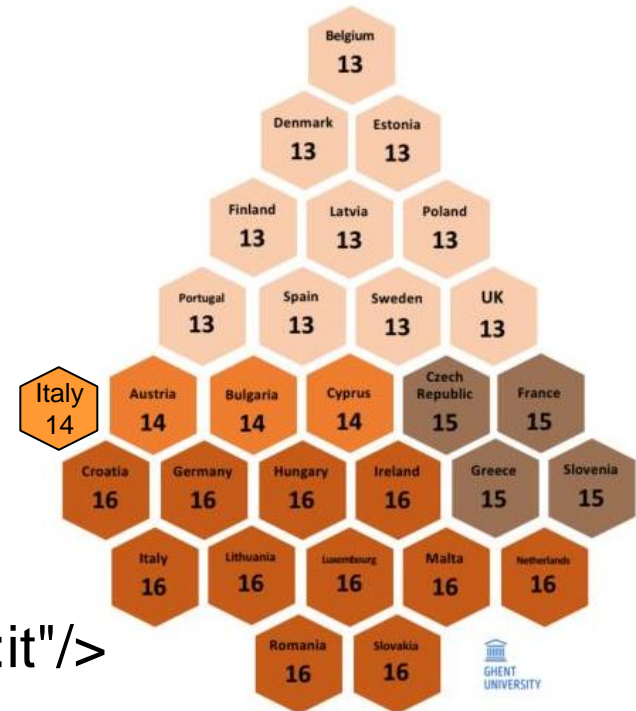 Belgium
13
Denmark
13
Estonia
13
Finland
13
Latvia
13
Poland
13
Portugal
13
Spain
13
Sweden
13
UK
13
Italy
14
Austria
14
Bulgaria
14
Cyprus
14
Czech
Republic
15
France
15
Croatia
16
Germany
16
Hungary
16
Ireland
16
Greece
15
Slovenia
15
Italy
16
Lithuania
16
Luxembourg
16
Malta
16
Netherlands
16
:it"/>
Romania
16
Slovakia
16
GHENT
UNIVERSITY